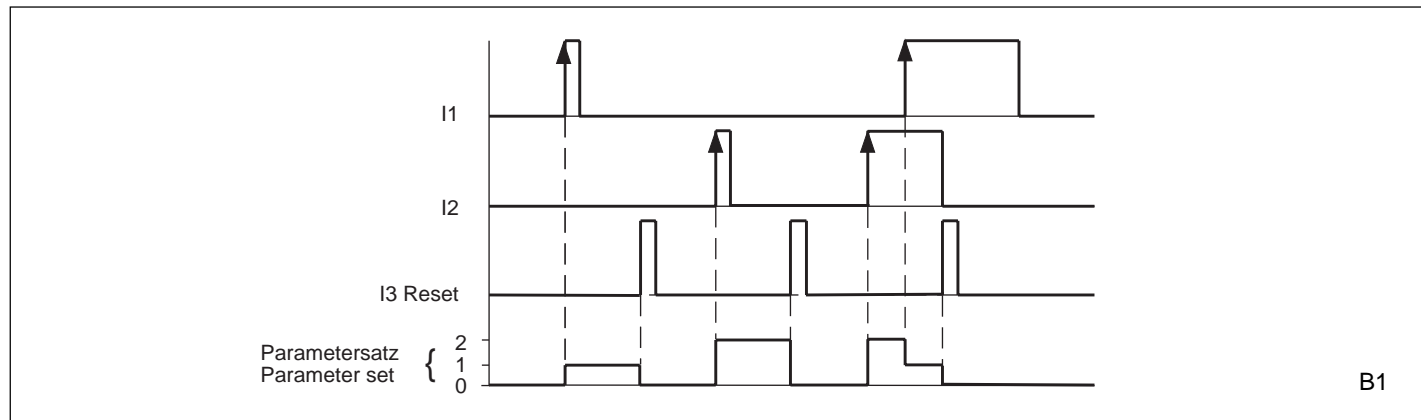 I1
I2
I3 Reset
Parametersatz
Parameter set
{
2
1
0
B1